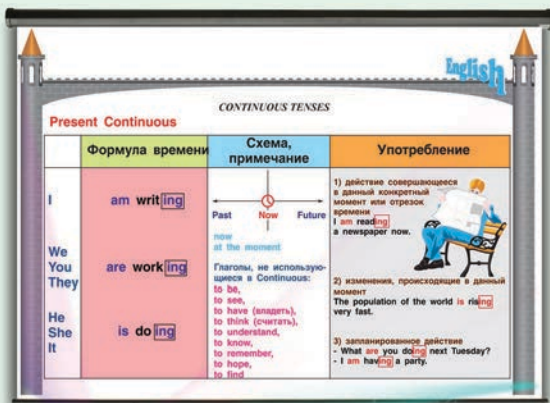 English
CONTINUOUS TENSES
Present Continuous
Формула времени
Схема,
примечание
Употребление
I
am writing
We
You
They
are working
He
She
It
is doing
Past Now Future
now
at the moment
Глаголы, не использую-
щиеся в Continuous:
to be,
to see,
to have (владеть),
to think (считать),
to understand,
to know,
to remember,
to hope,
to find
1) действие совершающееся
в данный конкретный
момент или отрезок
времени
I am reading
a newspaper now.
2) изменения, происходящие в данный
момент
The population of the world is rising
very fast.
3) запланированное действие
- What are you doing next Tuesday?
- I am having a party.